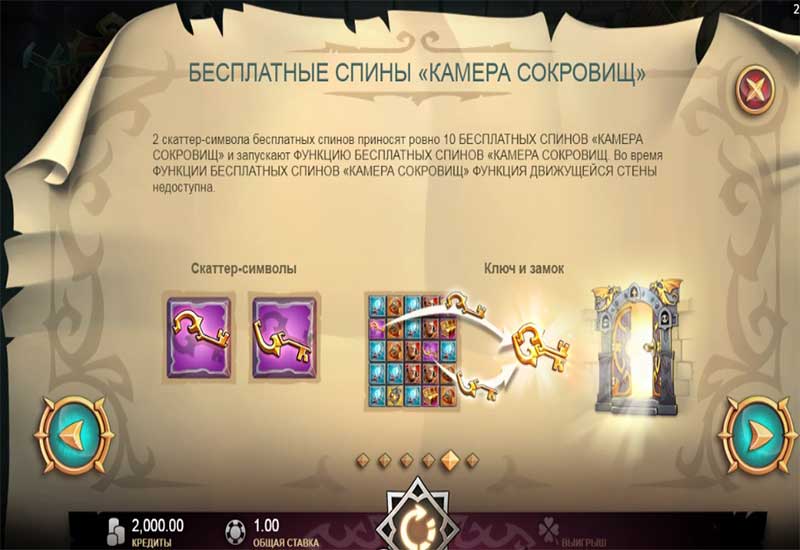 2
БЕСПЛАТНЫЕ СПИНЫ «КАМЕРА СОКРОВИЩ»
2 скаттер-символа бесплатных спинов приносят ровно 10 БЕСПЛАТНЫХ СПИНОВ «КАМЕРА
СОКРОВИЩ» и запускают ФУНКЦИЮ БЕСПЛАТНЫХ СПИНОВ «КАМЕРА СОКРОВИЩ. Во время
ФУНКЦИИ БЕСПЛАТНЫХ СПИНОВ «КАМЕРА СОКРОВИЩ» ФУНКЦИЯ ДВИЖУЩЕЙСЯ СТЕНЫ
недоступна.
Скаттер-символы
Ключ и замок
2,000.00
КРЕДИТЫ
1.00
ОБЩАЯ СТАВКА
ВЫИГРЫШ